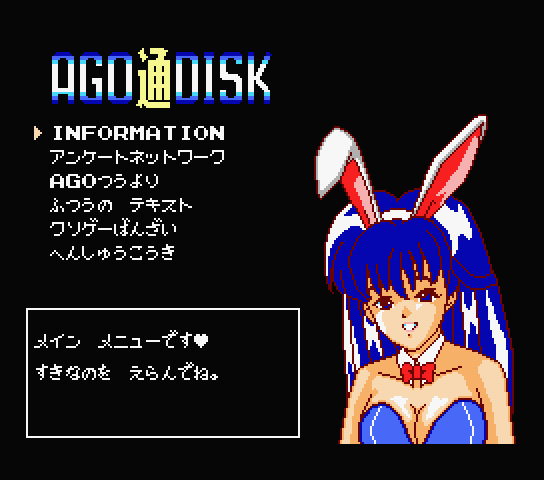 AGO通DISK
INFORMATION
アンケートネットワーク
AGOつうより
ふつうの テキスト
クソゲーばんざい
へんしゅうこうき
メイン メニューです♥
すきなのを えらんでね。